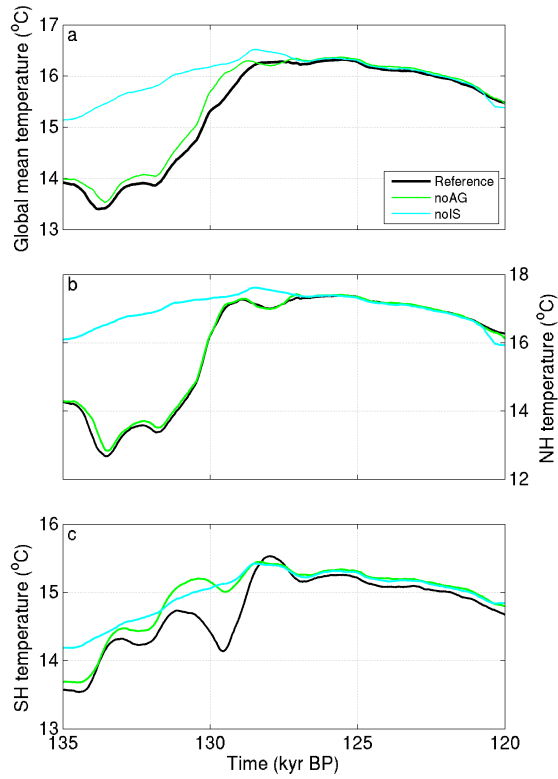 17
a
16
15
14
13
Global mean temperature (°C)
Reference
noAG
noIS
b
18
16
14
12
NH temperature (°C)
16
c
15
14
13
SH temperature (°C)
135
130
125
120
Time (kyr BP)